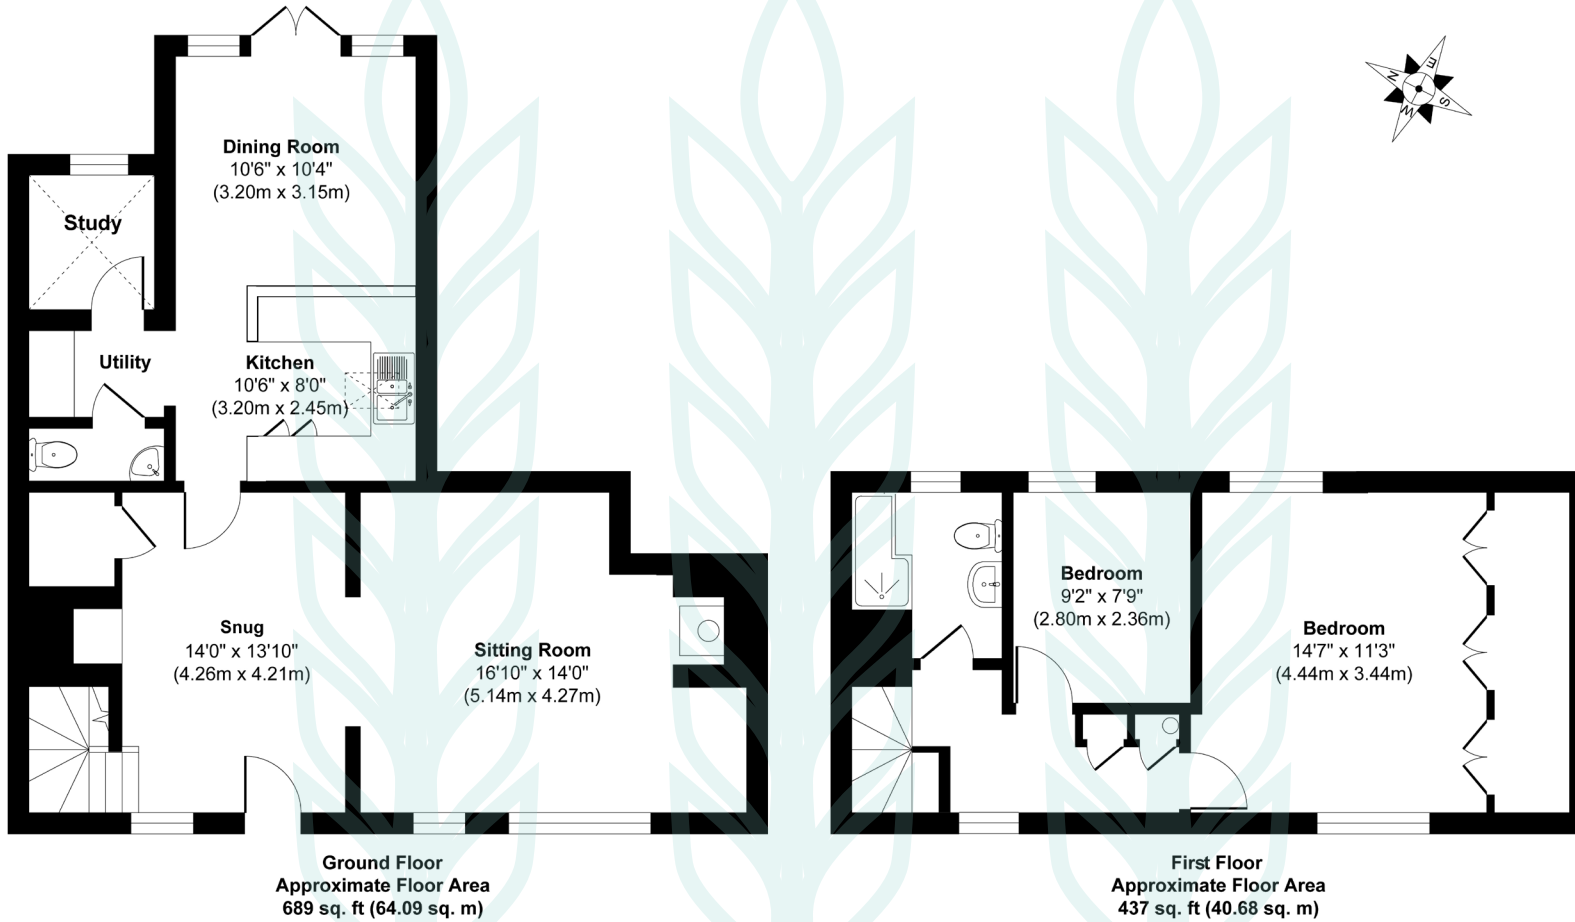 N
E
S
W
Dining Room
10'6" x 10'4"
(3.20m x 3.15m)
Study
Utility
Kitchen
10'6" x 8'0"
(3.20m x 2.45m)
Snug
14'0" x 13'10"
(4.26m x 4.21m)
Sitting Room
16'10" x 14'0"
(5.14m x 4.27m)
Ground Floor
Approximate Floor Area
689 sq. ft (64.09 sq. m)
Bedroom
9'2" x 7'9"
(2.80m x 2.36m)
Bedroom
14'7" x 11'3"
(4.44m x 3.44m)
First Floor
Approximate Floor Area
437 sq. ft (40.68 sq. m)